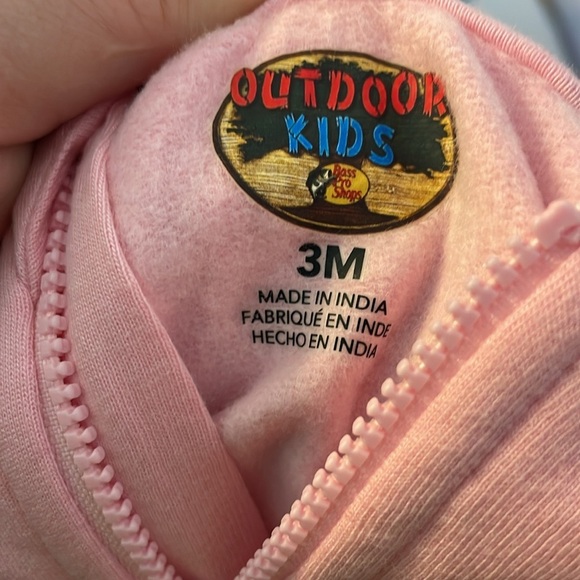 OUTDOOR
KIDS
Bass
Pro
Shops
3M
MADE IN INDIA
FABRIQUÉ EN INDE
HECHO EN INDIA